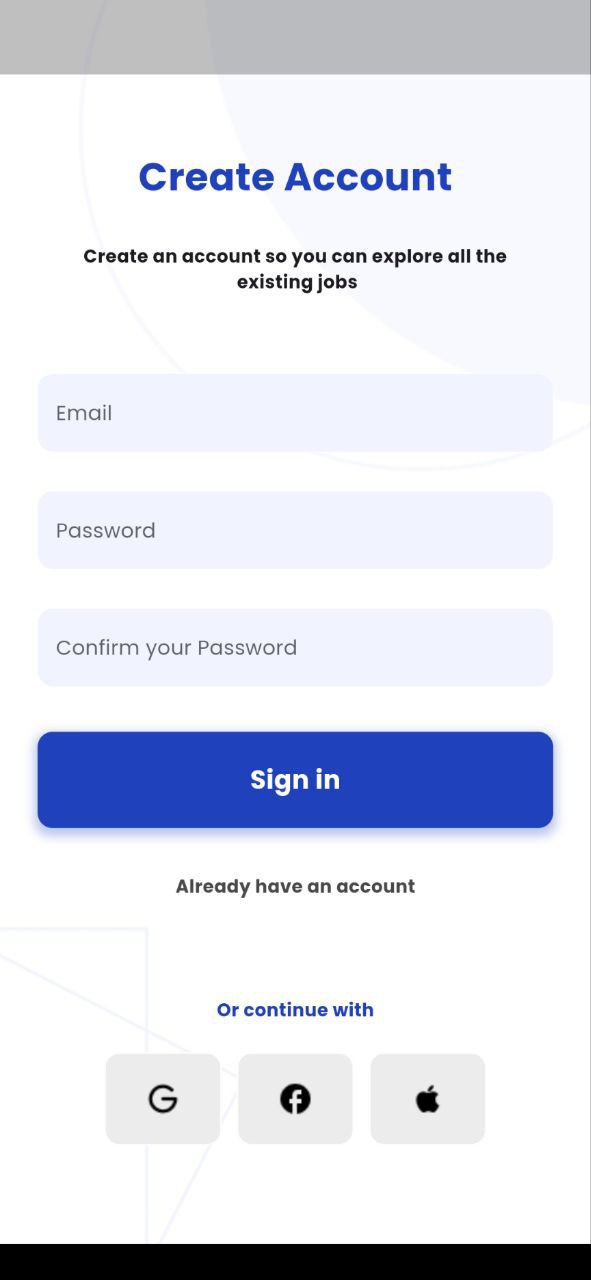 Create Account
Create an account so you can explore all the
existing jobs
Email
Password
Confirm your Password
Sign in
Already have an account
Or continue with